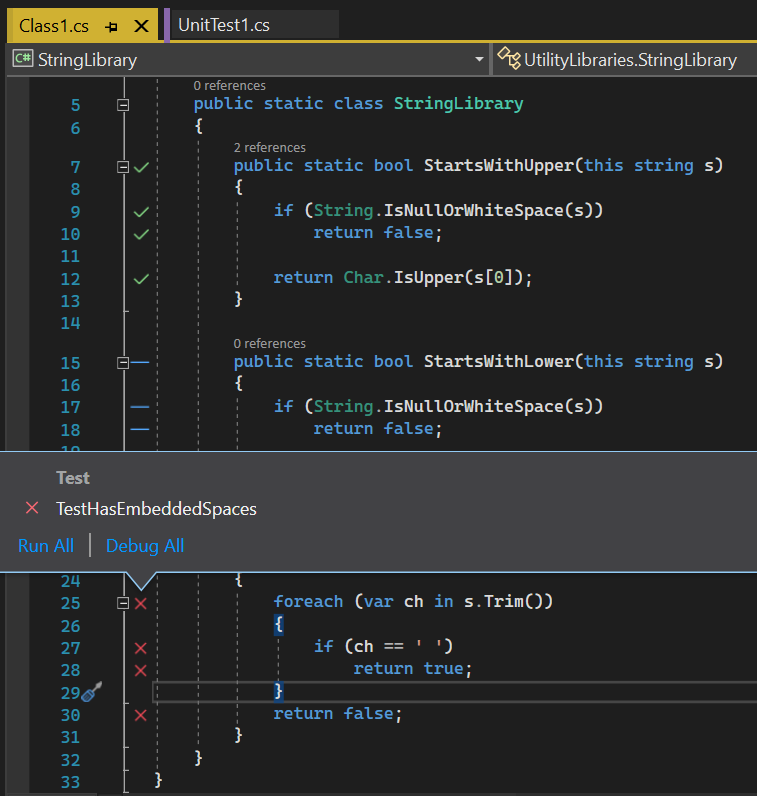 Class1.cs UnitTest1.cs
C# StringLibrary UtilityLibraries.StringLibrary
0 references
5 public static class StringLibrary
6 {
2 references
7 public static bool StartsWithUpper(this string s)
8 {
9 if (String.IsNullOrWhiteSpace(s))
10 return false;
11
12 return Char.IsUpper(s[0]);
13 }
14
0 references
15 public static bool StartsWithLower(this string s)
16 {
17 if (String.IsNullOrWhiteSpace(s))
18 return false;
Test
TestHasEmbeddedSpaces
Run All | Debug All
24 {
25 foreach (var ch in s.Trim())
26 {
27 if (ch == ' ')
28 return true;
29 }
30 return false;
31 }
32 }
33 }